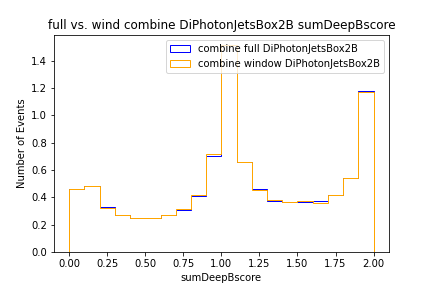 full vs. wind combine DiPhotonJetsBox2B sumDeepBscore
combine full DiPhotonJetsBox2B
combine window DiPhotonJetsBox2B
Number of Events
1.4
1.2
1.0
0.8
0.6
0.4
0.2
0.0
0.00 0.25 0.50 0.75 1.00 1.25 1.50 1.75 2.00
sumDeepBscore